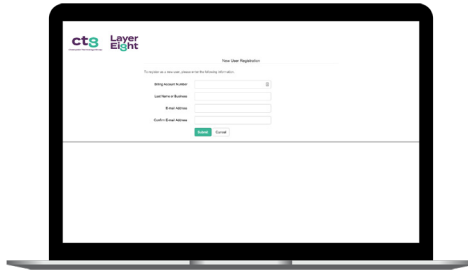 cts
Layer
Eight
New User Registration
To register as a new user, please enter the following information.
Billing Account Number
Last Name or Business
E-mail Address
Confirm E-mail Address
Submit Cancel